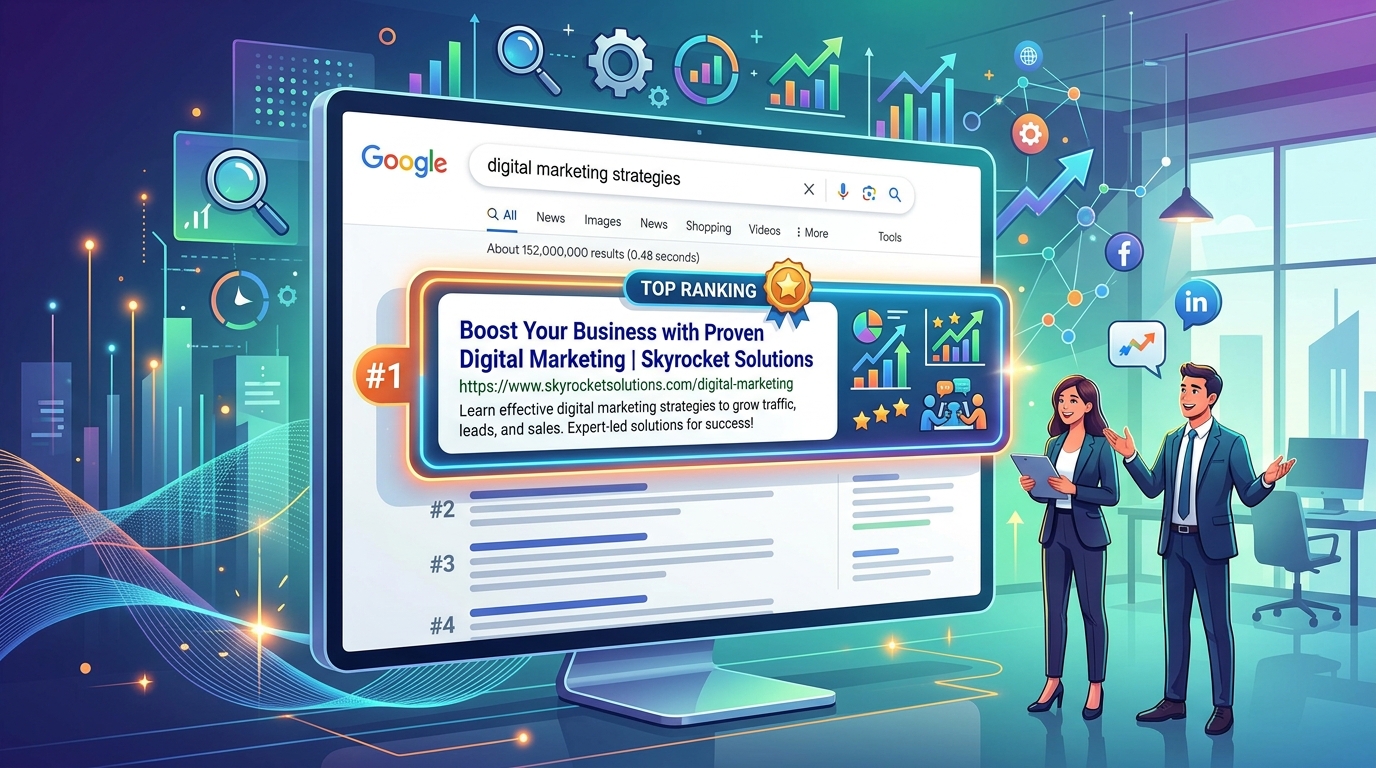 Google
digital marketing strategies
All News Images News Shopping Videos More Tools
About 152,000,000 results (0.48 seconds)
TOP RANKING
#1
Boost Your Business with Proven
Digital Marketing | Skyrocket Solutions
https://www.skyrocketsolutions.com/digital-marketing
Learn effective digital marketing strategies to grow traffic,
leads, and sales. Expert-led solutions for success!
#2
#3
#4
f
in